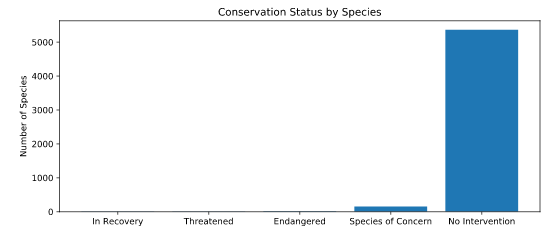 Conservation Status by Species
Number of Species
5000
4000
3000
2000
1000
0
In Recovery
Threatened
Endangered
Species of Concern
No Intervention